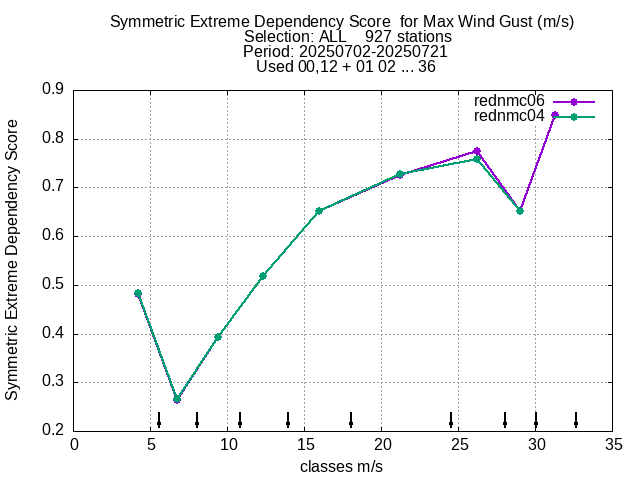 Symmetric Extreme Dependency Score  for Max Wind Gust (m/s)
Selection: ALL    927 stations
Period: 20250702-20250721
Used 00,12 + 01 02 ... 36
rednmc06
rednmc04
Symmetric Extreme Dependency Score
0.9
0.8
0.7
0.6
0.5
0.4
0.3
0.2
0 5 10 15 20 25 30 35
classes m/s